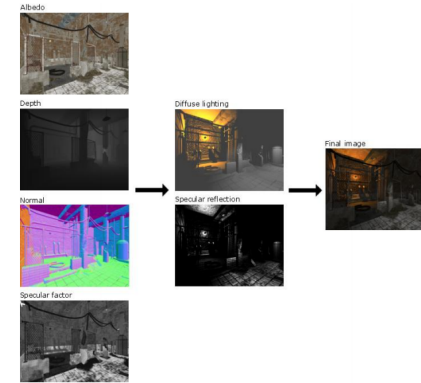 Albedo
Depth
Normal
Specular factor
Diffuse lighting
Specular reflection
Final image